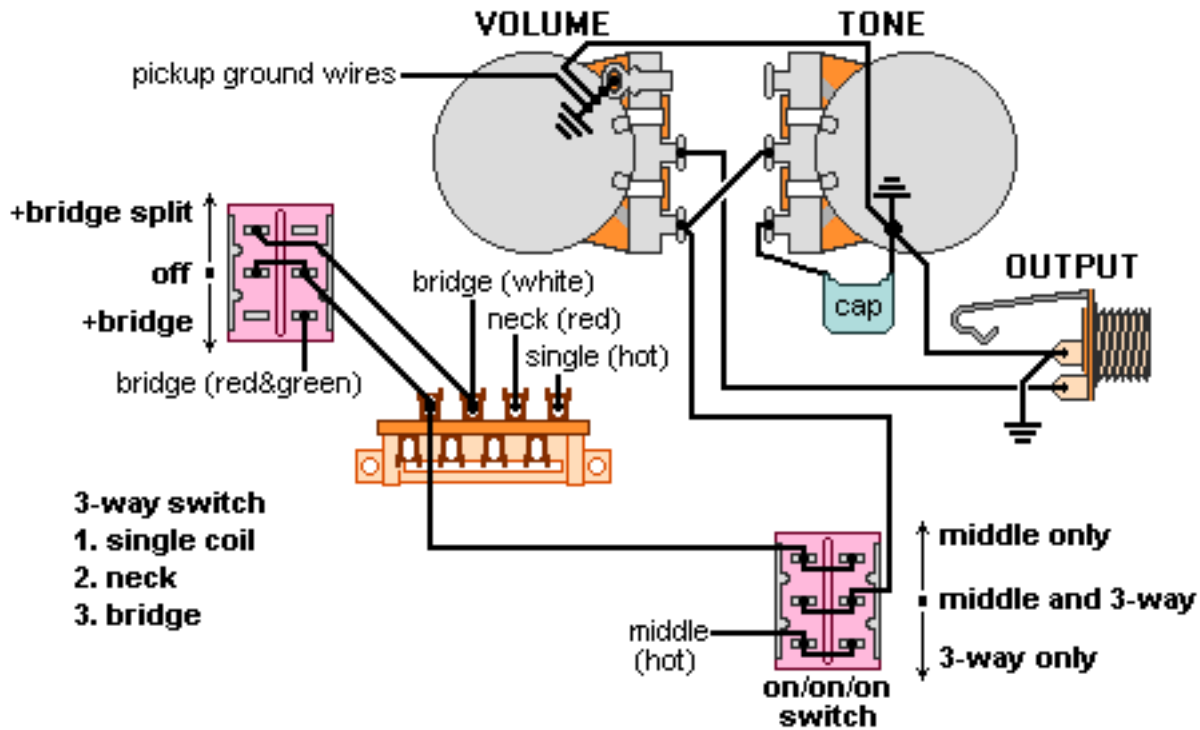 VOLUME
TONE
pickup ground wires
+bridge split
off
+bridge
bridge (red&green)
bridge (white)
neck (red)
single (hot)
cap
OUTPUT
3-way switch
1. single coil
2. neck
3. bridge
middle
(hot)
middle only
middle and 3-way
3-way only
on/on/on
switch